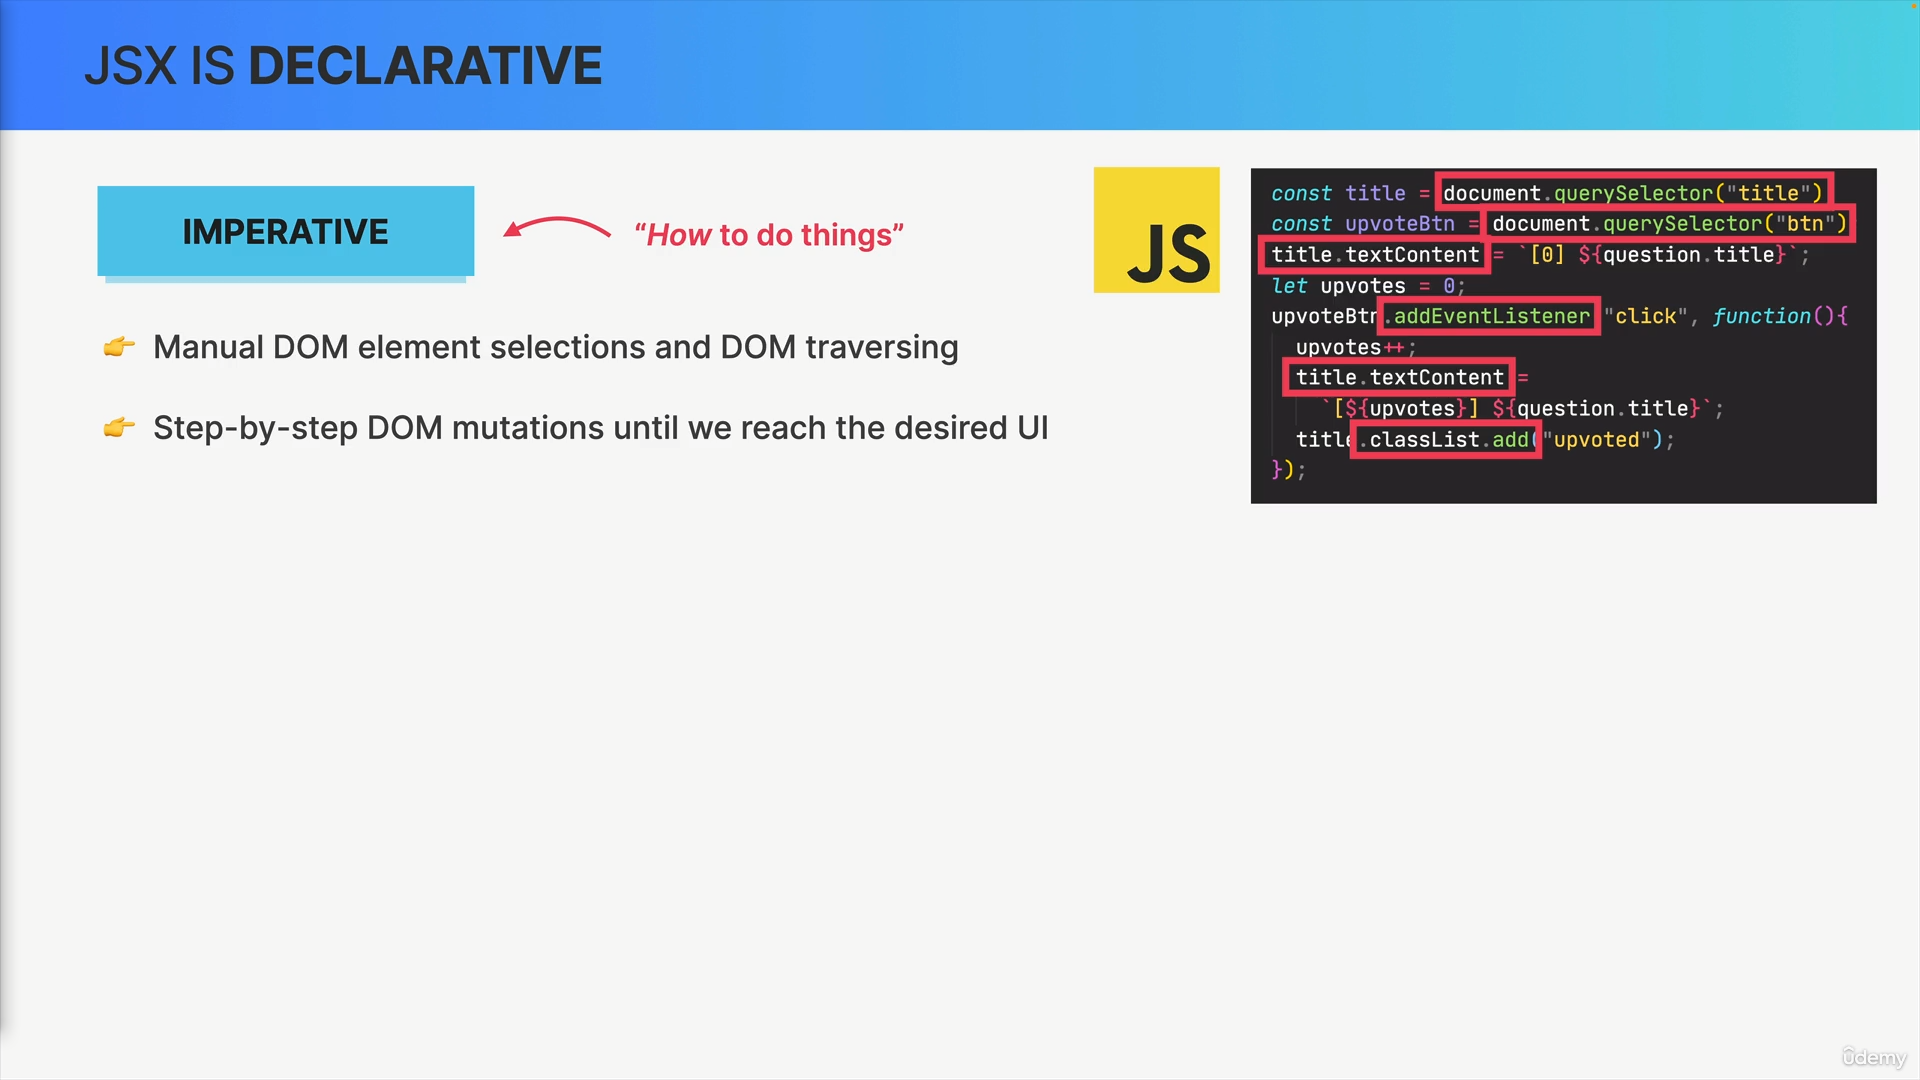 JSX IS DECLARATIVE
IMPERATIVE
“How to do things”
👉 Manual DOM element selections and DOM traversing
👉 Step-by-step DOM mutations until we reach the desired UI
JS
const title = document.querySelector("title")
const upvoteBtn = document.querySelector("btn")
title.textContent = `[0] ${question.title}`;
let upvotes = 0;
upvoteBtn.addEventListener "click", function(){
upvotes++;
title.textContent =
`[${upvotes}] ${question.title}`;
title.classList.add("upvoted");
});
ûdemy